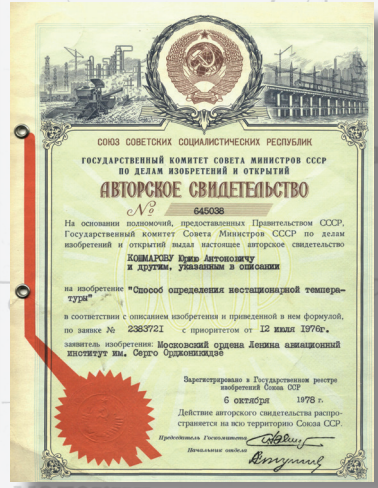 СОЮЗ СОВЕТСКИХ СОЦИАЛИСТИЧЕСКИХ РЕСПУБЛИК
ГОСУДАРСТВЕННЫЙ КОМИТЕТ СОВЕТА МИНИСТРОВ СССР
ПО ДЕЛАМ ИЗОБРЕТЕНИЙ И ОТКРЫТИЙ
АВТОРСКОЕ СВИДЕТЕЛЬСТВО
№ 645038
На основании полномочий, предоставленных Правительством СССР,
Государственный комитет Совета Министров СССР по делам
изобретений и открытий выдал настоящее авторское свидетельство
КОШМАРОВУ Юрию Антоновичу
и другим, указанным в описании
на изобретение "Способ определения нестационарной темпера-
туры"
в соответствии с описанием изобретения и приведенной в нем формулой,
по заявке № 2383721 с приоритетом от 12 июля 1976г.
заявитель изобретения: Московский ордена Ленина авиационный
институт им. Серго Орджоникидзе
Зарегистрировано в Государственном реестре
изобретений Союза ССР
6 октября 1978 г.
Действие авторского свидетельства распро-
страняется на всю территорию Союза ССР.
Председатель Госкомитета
Начальник отдела